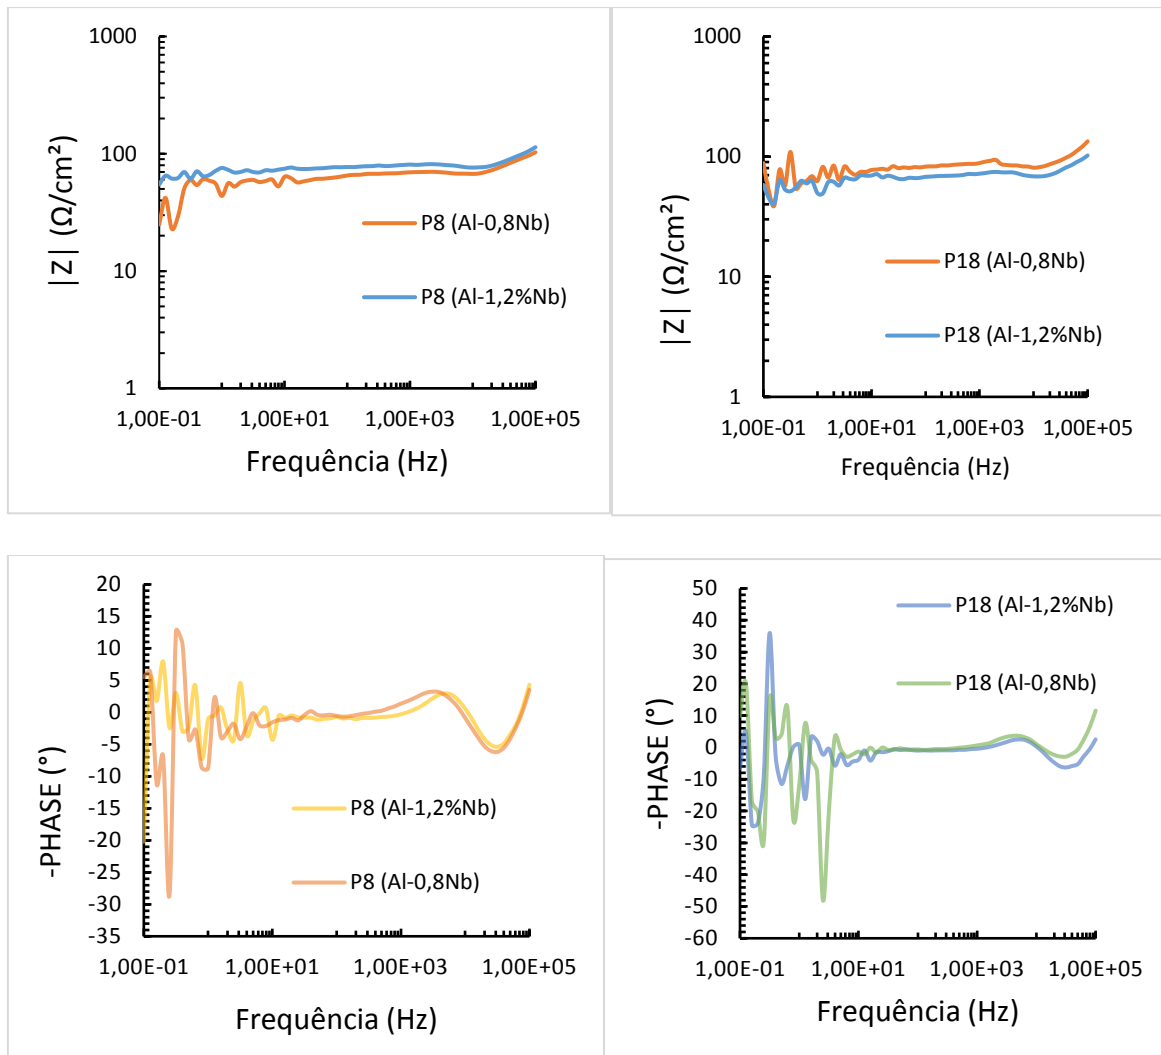 1000
100
10
1
|Z| (Ω/cm²)
P8 (Al-0,8Nb)
P8 (Al-1,2%Nb)
1,00E-01 1,00E+01 1,00E+03 1,00E+05
Frequência (Hz)
1000
100
10
1
|Z| (Ω/cm²)
P18 (Al-0,8Nb)
P18 (Al-1,2%Nb)
1,00E-01 1,00E+01 1,00E+03 1,00E+05
Frequência (Hz)
20
15
10
5
0
-5
-10
-15
-20
-25
-30
-35
-PHASE (°)
P8 (Al-1,2%Nb)
P8 (Al-0,8Nb)
1,00E-01 1,00E+01 1,00E+03 1,00E+05
Frequência (Hz)
50
40
30
20
10
0
-10
-20
-30
-40
-50
-60
-PHASE (°)
P18 (Al-1,2%Nb)
P18 (Al-0,8Nb)
1,00E-01 1,00E+01 1,00E+03 1,00E+05
Frequência (Hz)